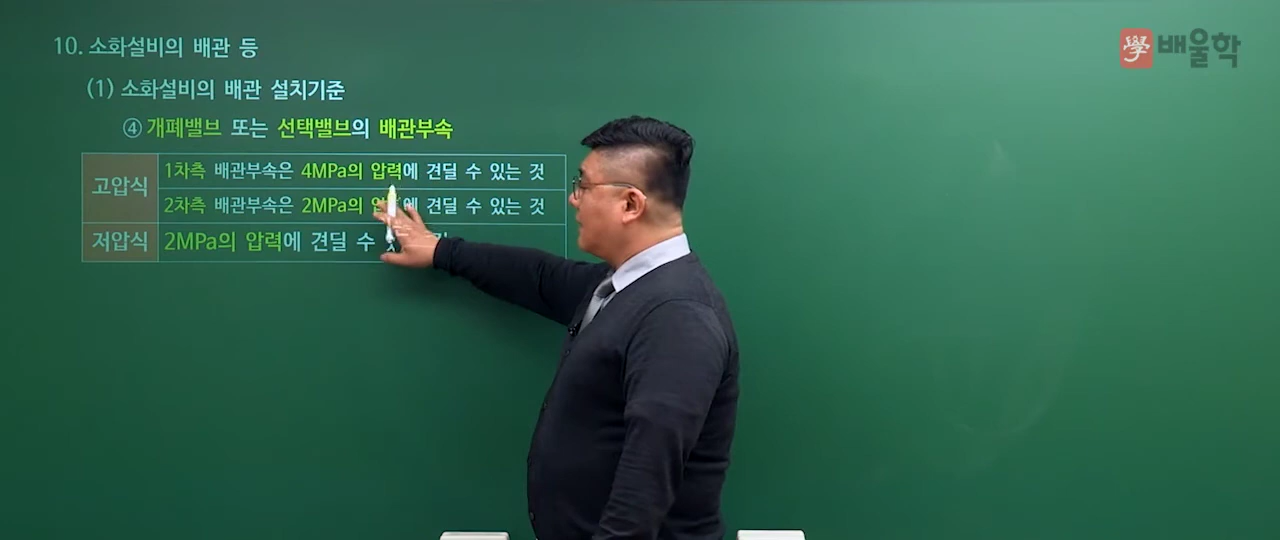 10. 소화설비의 배관 등
學 배울학
(1) 소화설비의 배관 설치기준
④ 개폐밸브 또는 선택밸브의 배관부속
고압식
1차측 배관부속은 4MPa의 압력에 견딜 수 있는 것
2차측 배관부속은 2MPa의 에 견딜 수 있는 것
저압식
2MPa의 압력에 견딜 수